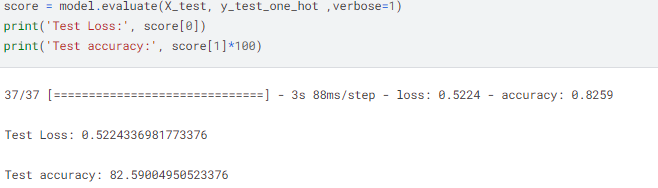 score = model.evaluate(X_test, y_test_one_hot ,verbose=1)
print('Test Loss:', score[0])
print('Test accuracy:', score[1]*100)
37/37 [==============================] - 3s 88ms/step - loss: 0.5224 - accuracy: 0.8259
Test Loss: 0.5224336981773376
Test accuracy: 82.59004950523376